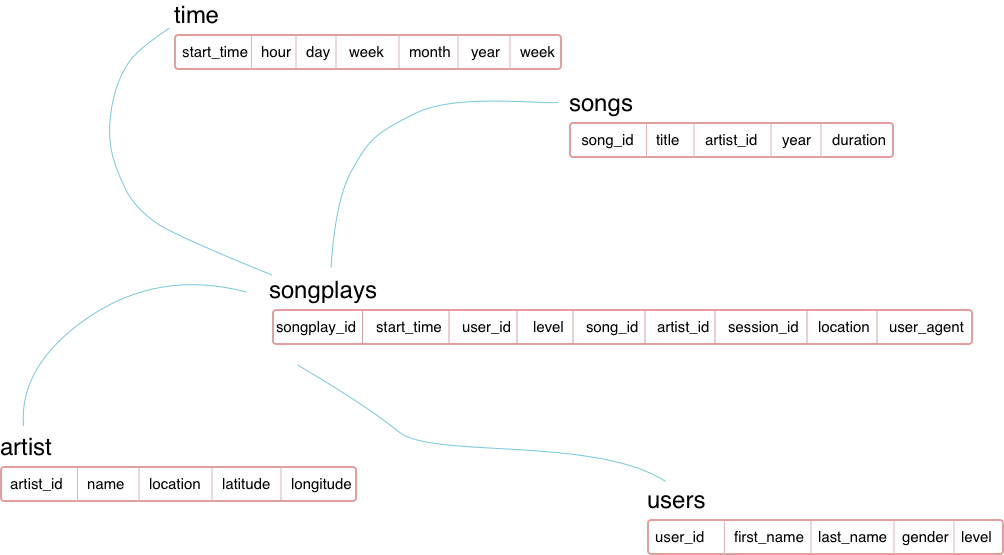 time
start_time hour day week month year week
songs
song_id title artist_id year duration
songplays
songplay_id start_time user_id level song_id artist_id session_id location user_agent
artist
artist_id name location latitude longitude
users
user_id first_name last_name gender level